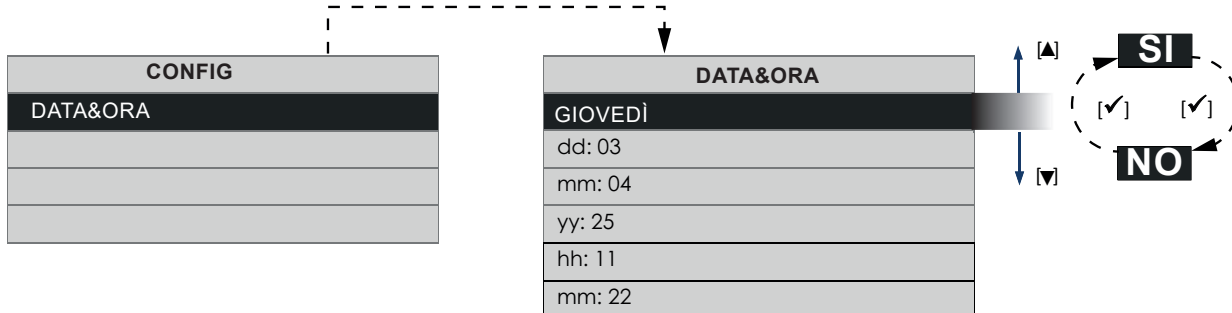 CONFIG
DATA&ORA
DATA&ORA
GIOVEDÌ
dd: 03
mm: 04
yy: 25
hh: 11
mm: 22
[▲]
[▼]
SI
[✔] [✔]
NO